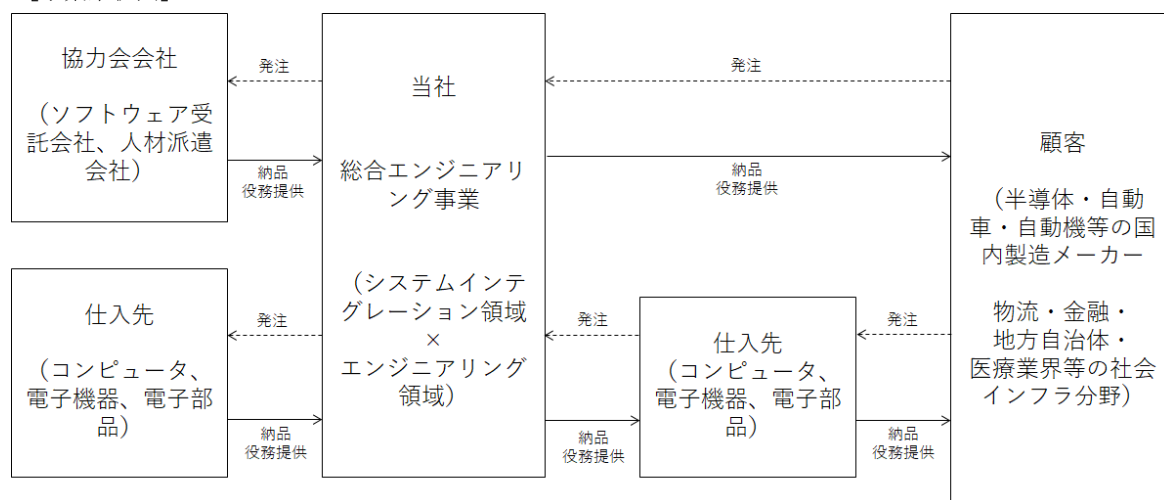 協力会会社
（ソフトウェア受
託会社、人材派遣
会社）
発注
納品
役務提供
仕入先
（コンピュータ、
電子機器、電子部
品）
発注
納品
役務提供
当社
総合エンジニアリ
ング事業
（システムインテ
グレーション領域
×
エンジニアリング
領域）
発注
納品
役務提供
発注
納品
役務提供
仕入先
（コンピュータ、
電子機器、電子部
品）
発注
納品
役務提供
顧客
（半導体・自動
車・自動機等の国
内製造メーカー
物流・金融・
地方自治体・
医療業界等の社会
インフラ分野）